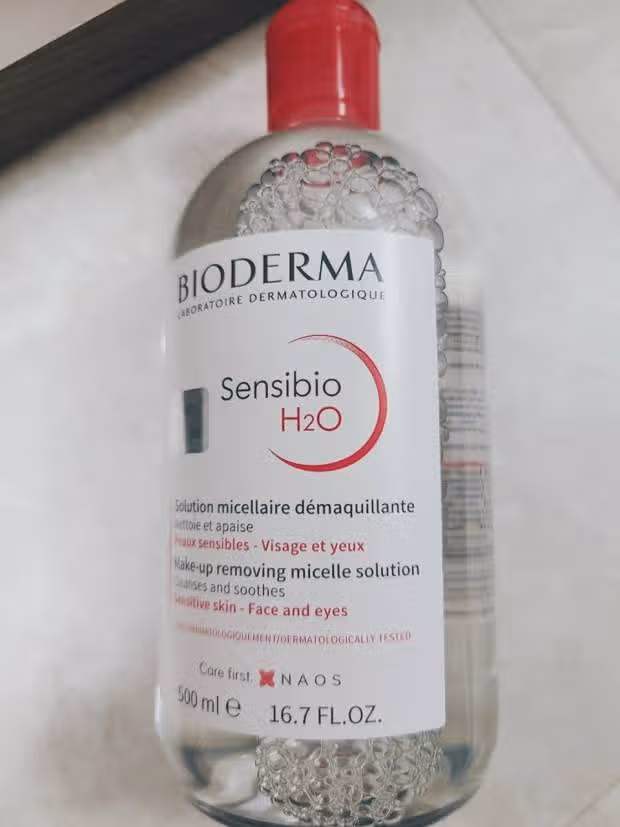 BIODERMA
LABORATOIRE DERMATOLOGIQUE
Sensibio
H2O
Solution micellaire démaquillante
Nettoie et apaise
Peaux sensibles - Visage et yeux
Make-up removing micelle solution
Cleanses and soothes
Sensitive skin - Face and eyes
DERMATOLOGIQUEMENT/DERMATOLOGICALLY TESTED
Care first. NAOS
500 ml e 16.7 FL.OZ.